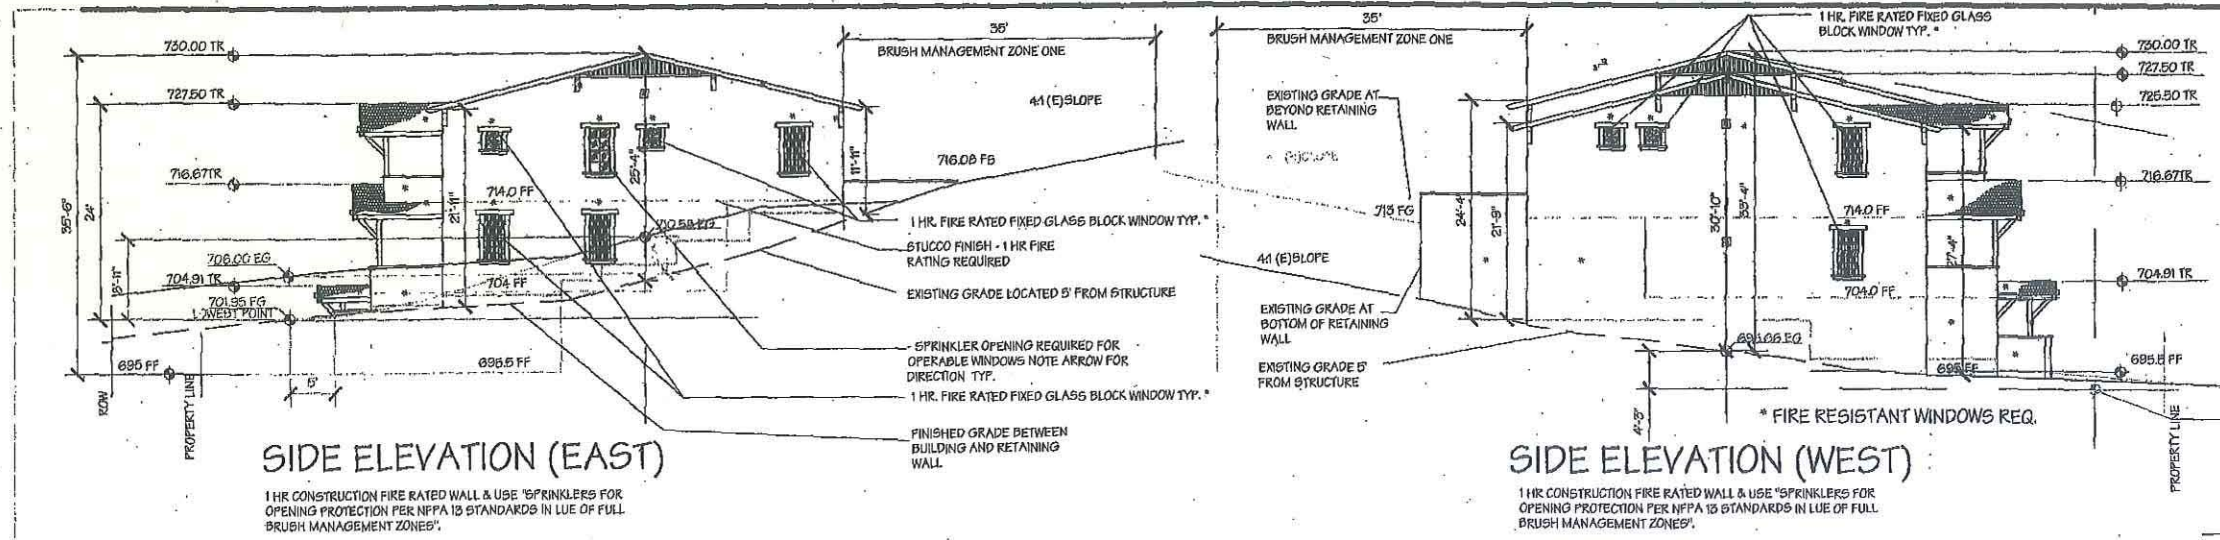 35'
BRUSH MANAGEMENT ZONE ONE
730.00 TR
727.50 TR
716.67TR
706.00 EG
704.91 TR
701.95 FG
LOWEST POINT
695 FF
35'-6"
24'
ROW
PROPERTY LINE
5'
714.0 FF
704 FF
695.5 FF
21'-11"
25'-4"
11'-11"
4:1 (E)SLOPE
1 HR. FIRE RATED FIXED GLASS BLOCK WINDOW TYP. *
STUCCO FINISH - 1 HR FIRE
RATING REQUIRED
EXISTING GRADE LOCATED 5' FROM STRUCTURE
SPRINKLER OPENING REQUIRED FOR
OPERABLE WINDOWS NOTE ARROW FOR
DIRECTION TYP.
1 HR. FIRE RATED FIXED GLASS BLOCK WINDOW TYP. *
FINISHED GRADE BETWEEN
BUILDING AND RETAINING
WALL
SIDE ELEVATION (EAST)
1 HR CONSTRUCTION FIRE RATED WALL & USE "SPRINKLERS FOR
OPENING PROTECTION PER NFPA 13 STANDARDS IN LUE OF FULL
BRUSH MANAGEMENT ZONES".
35'
BRUSH MANAGEMENT ZONE ONE
1 HR. FIRE RATED FIXED GLASS
BLOCK WINDOW TYP. *
EXISTING GRADE AT
BEYOND RETAINING
WALL
713 FG
4:1 (E)SLOPE
EXISTING GRADE AT
BOTTOM OF RETAINING
WALL
EXISTING GRADE 5'
FROM STRUCTURE
24'-4"
21'-9"
30'-10"
33'-4"
27'-4"
714.0 FF
704.0 FF
695 FF
4'-3"
730.00 TR
727.50 TR
725.50 TR
716.67TR
704.91 TR
695.5 FF
PROPERTY LINE
* FIRE RESISTANT WINDOWS REQ.
SIDE ELEVATION (WEST)
1 HR CONSTRUCTION FIRE RATED WALL & USE "SPRINKLERS FOR
OPENING PROTECTION PER NFPA 13 STANDARDS IN LUE OF FULL
BRUSH MANAGEMENT ZONES".